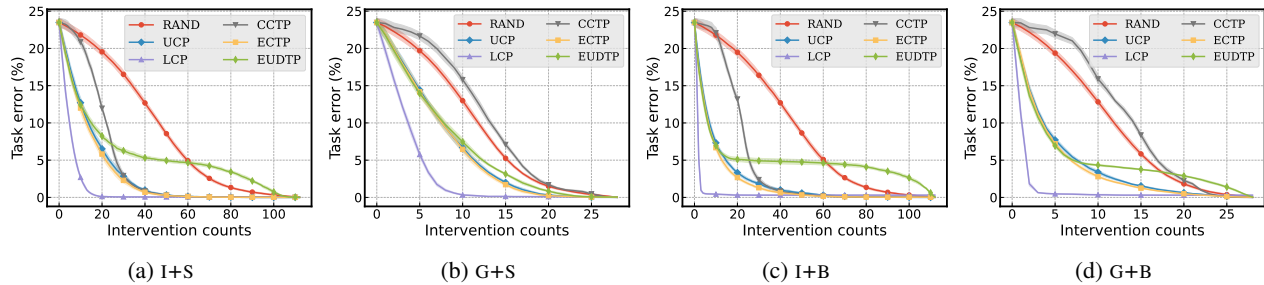 Task error (%)
25
20
15
10
5
0
RAND
UCP
LCP
CCTP
ECTP
EUDTP
0 20 40 60 80 100
Intervention counts
(a) I+S
Task error (%)
25
20
15
10
5
0
RAND
UCP
LCP
CCTP
ECTP
EUDTP
0 5 10 15 20 25
Intervention counts
(b) G+S
Task error (%)
25
20
15
10
5
0
RAND
UCP
LCP
CCTP
ECTP
EUDTP
0 20 40 60 80 100
Intervention counts
(c) I+B
Task error (%)
25
20
15
10
5
0
RAND
UCP
LCP
CCTP
ECTP
EUDTP
0 5 10 15 20 25
Intervention counts
(d) G+B